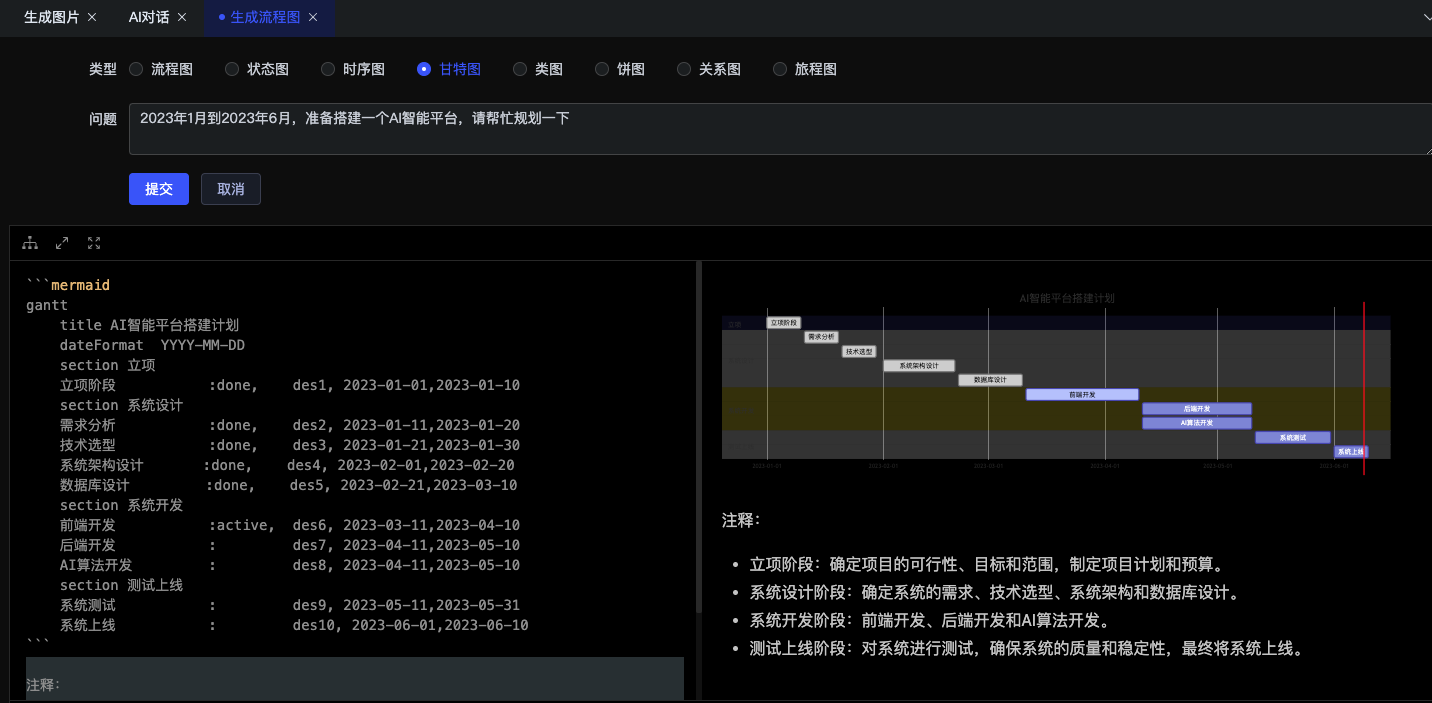 生成图片 AI对话 生成流程图
类型 流程图 状态图 时序图 甘特图 类图 饼图 关系图 旅程图
问题 2023年1月到2023年6月，准备搭建一个AI智能平台，请帮忙规划一下
提交 取消
```mermaid
gantt
title AI智能平台搭建计划
dateFormat  YYYY-MM-DD
section 立项
立项阶段 :done, des1, 2023-01-01,2023-01-10
section 系统设计
需求分析 :done, des2, 2023-01-11,2023-01-20
技术选型 :done, des3, 2023-01-21,2023-01-30
系统架构设计 :done, des4, 2023-02-01,2023-02-20
数据库设计 :done, des5, 2023-02-21,2023-03-10
section 系统开发
前端开发 :active, des6, 2023-03-11,2023-04-10
后端开发 : des7, 2023-04-11,2023-05-10
AI算法开发 : des8, 2023-04-11,2023-05-10
section 测试上线
系统测试 : des9, 2023-05-11,2023-05-31
系统上线 : des10, 2023-06-01,2023-06-10
```
注释：
AI智能平台搭建计划
立项
立项阶段
需求分析
技术选型
系统架构设计
数据库设计
前端开发
后端开发
AI算法开发
系统测试
系统上线
2023-01-01 2023-02-01 2023-03-01 2023-04-01 2023-05-01 2023-06-01
注释：
• 立项阶段：确定项目的可行性、目标和范围，制定项目计划和预算。
• 系统设计阶段：确定系统的需求、技术选型、系统架构和数据库设计。
• 系统开发阶段：前端开发、后端开发和AI算法开发。
• 测试上线阶段：对系统进行测试，确保系统的质量和稳定性，最终将系统上线。